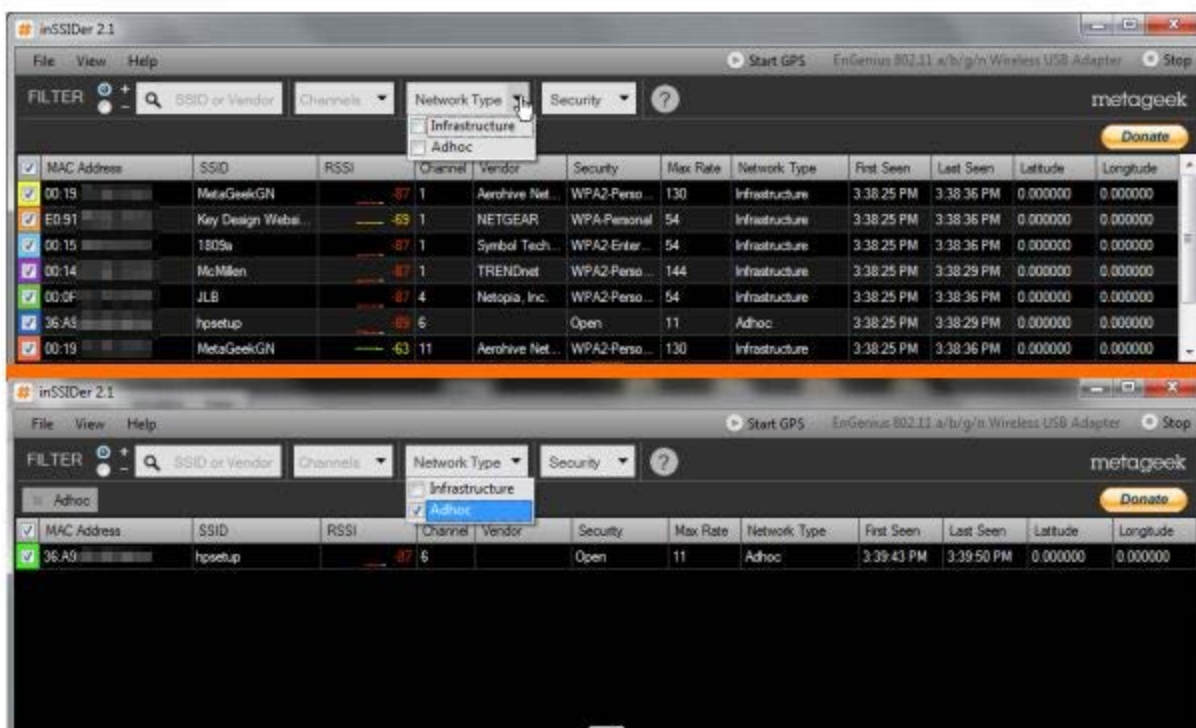 inSSIDer 2.1
File View Help Start GPS EnGenius 802.11 a/b/g/n Wireless USB Adapter Stop
FILTER + - SSID or Vendor Channels Network Type Security ? metageek
Infrastructure
Adhoc
Donate
MAC Address SSID RSSI Channel Vendor Security Max Rate Network Type First Seen Last Seen Latitude Longitude
00:19 MetaGeekGN -87 1 Aerohive Net... WPA2-Perso... 130 Infrastructure 3:38:25 PM 3:38:36 PM 0.000000 0.000000
E0:91 Key Design Websi... -69 1 NETGEAR WPA-Personal 54 Infrastructure 3:38:25 PM 3:38:36 PM 0.000000 0.000000
00:15 1809a -87 1 Symbol Tech... WPA2-Enter... 54 Infrastructure 3:38:25 PM 3:38:36 PM 0.000000 0.000000
00:14 McMillen -87 1 TRENDnet WPA2-Perso... 144 Infrastructure 3:38:25 PM 3:38:29 PM 0.000000 0.000000
00:0F JLB -87 4 Netopia, Inc. WPA2-Perso... 54 Infrastructure 3:38:25 PM 3:38:36 PM 0.000000 0.000000
36:A9 hpsetup -89 6 Open 11 Adhoc 3:38:25 PM 3:38:29 PM 0.000000 0.000000
00:19 MetaGeekGN -63 11 Aerohive Net... WPA2-Perso... 130 Infrastructure 3:38:25 PM 3:38:36 PM 0.000000 0.000000
inSSIDer 2.1
File View Help Start GPS EnGenius 802.11 a/b/g/n Wireless USB Adapter Stop
FILTER + - SSID or Vendor Channels Network Type Security ? metageek
Infrastructure
Adhoc Adhoc Donate
MAC Address SSID RSSI Channel Vendor Security Max Rate Network Type First Seen Last Seen Latitude Longitude
36:A9 hpsetup -87 6 Open 11 Adhoc 3:39:43 PM 3:39:50 PM 0.000000 0.000000